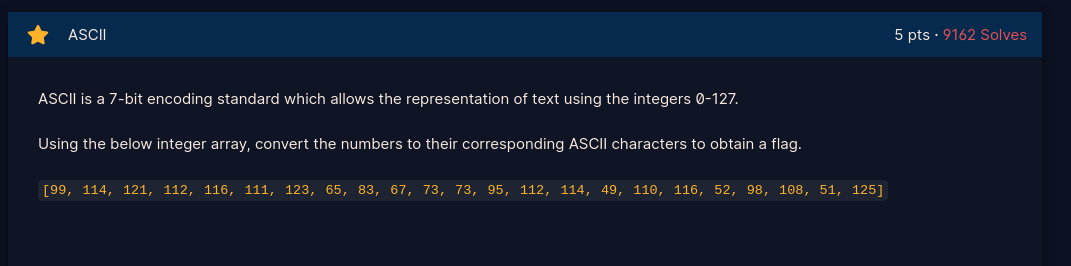 ASCII 5 pts · 9162 Solves
ASCII is a 7-bit encoding standard which allows the representation of text using the integers 0-127.
Using the below integer array, convert the numbers to their corresponding ASCII characters to obtain a flag.
[99, 114, 121, 112, 116, 111, 123, 65, 83, 67, 73, 73, 95, 112, 114, 49, 110, 116, 52, 98, 108, 51, 125]